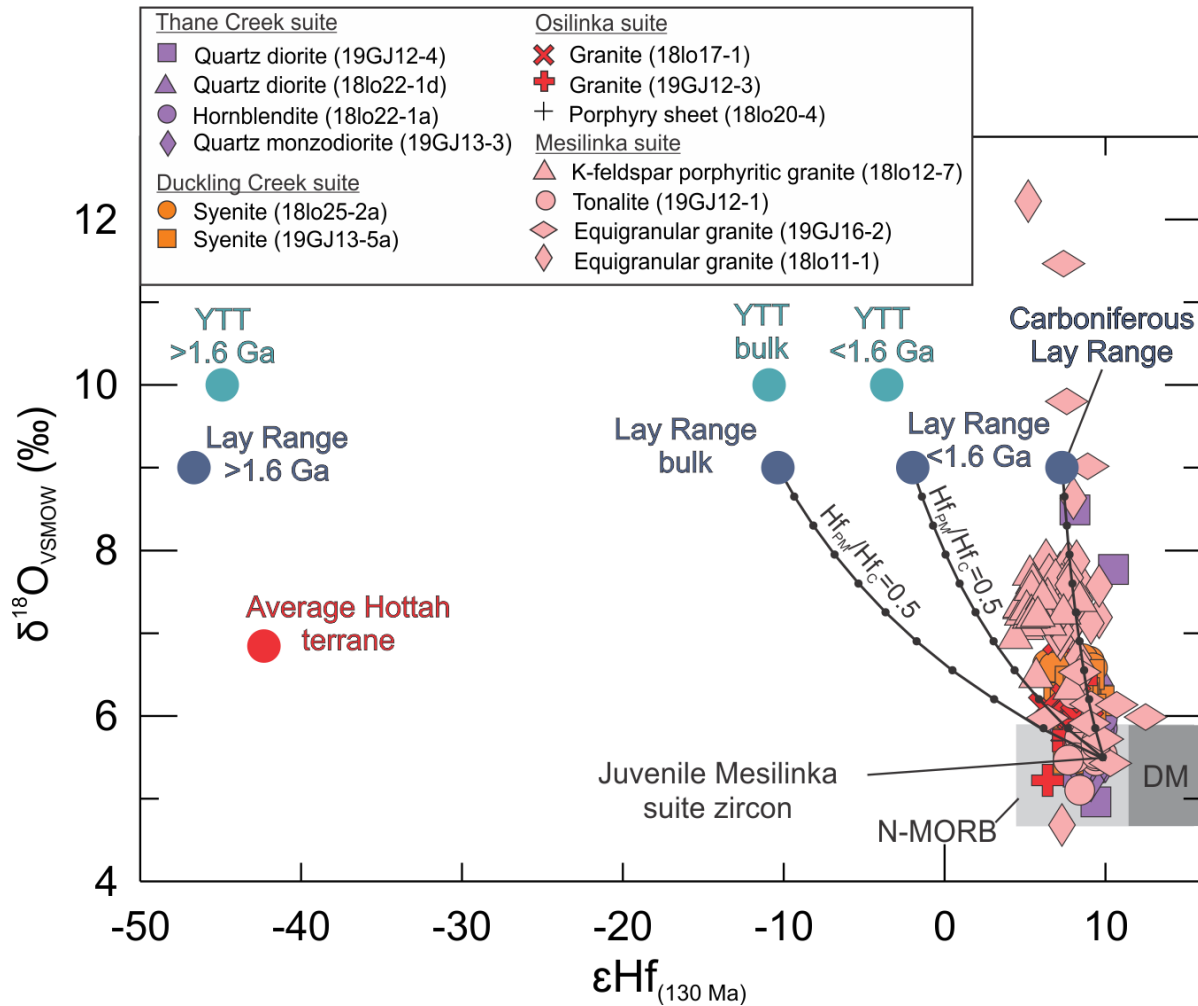 Thane Creek suite
Quartz diorite (19GJ12-4)
Quartz diorite (18lo22-1d)
Hornblendite (18lo22-1a)
Quartz monzodiorite (19GJ13-3)
Duckling Creek suite
Syenite (18lo25-2a)
Syenite (19GJ13-5a)
Osilinka suite
Granite (18lo17-1)
Granite (19GJ12-3)
Porphyry sheet (18lo20-4)
Mesilinka suite
K-feldspar porphyritic granite (18lo12-7)
Tonalite (19GJ12-1)
Equigranular granite (19GJ16-2)
Equigranular granite (18lo11-1)
12
10
8
6
4
δ18OVSMOW (‰)
YTT
>1.6 Ga
YTT
bulk
YTT
<1.6 Ga
Carboniferous
Lay Range
Lay Range
>1.6 Ga
Lay Range
bulk
Lay Range
<1.6 Ga
HfPM/HfC=0.5
HfPM/HfC=0.5
Average Hottah
terrane
Juvenile Mesilinka
suite zircon
N-MORB
DM
-50
-40
-30
-20
-10
0
10
εHf(130 Ma)